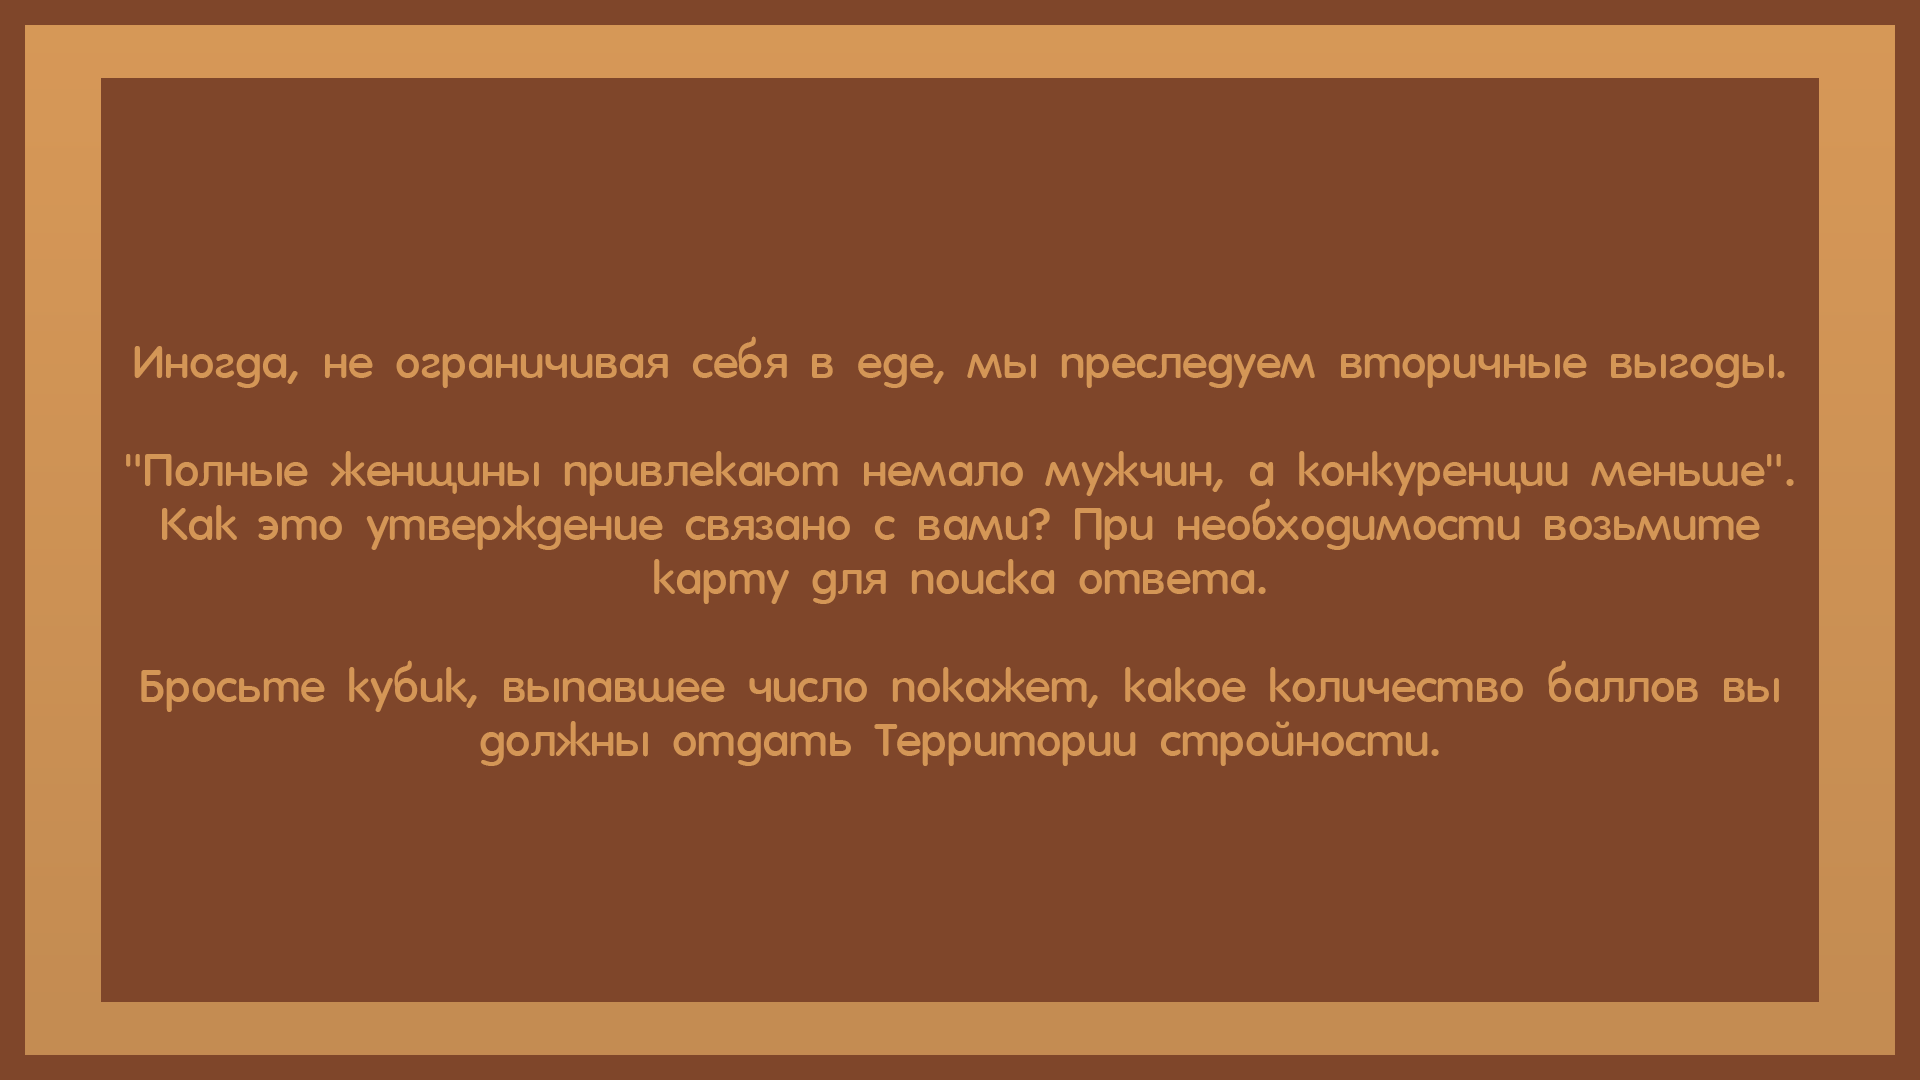 Иногда, не ограничивая себя в еде, мы преследуем вторичные выгоды.
"Полные женщины привлекают немало мужчин, а конкуренции меньше".
Как это утверждение связано с вами? При необходимости возьмите
карту для поиска ответа.
Бросьте кубик, выпавшее число покажет, какое количество баллов вы
должны отдать Территории стройности.